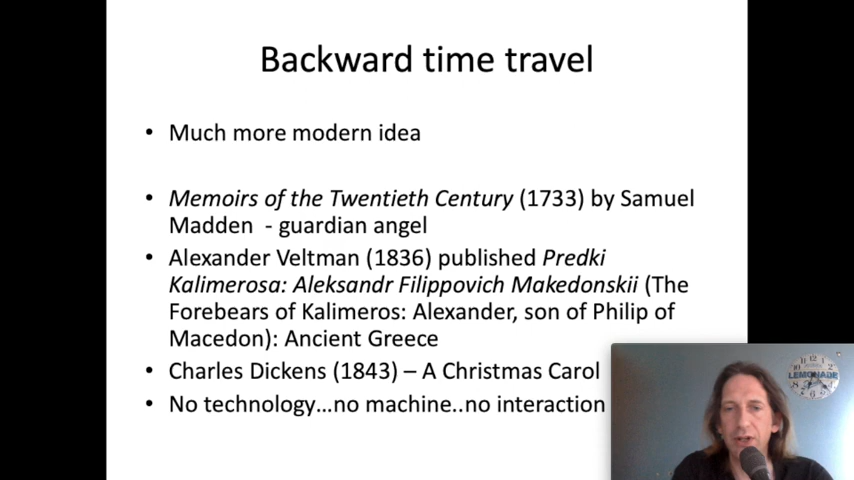 Backward time travel
• Much more modern idea
• Memoirs of the Twentieth Century (1733) by Samuel
Madden - guardian angel
• Alexander Veltman (1836) published Predki
Kalimerosa: Aleksandr Filippovich Makedonskii (The
Forebears of Kalimeros: Alexander, son of Philip of
Macedon): Ancient Greece
• Charles Dickens (1843) – A Christmas Carol
• No technology...no machine..no interaction
LEMONADE